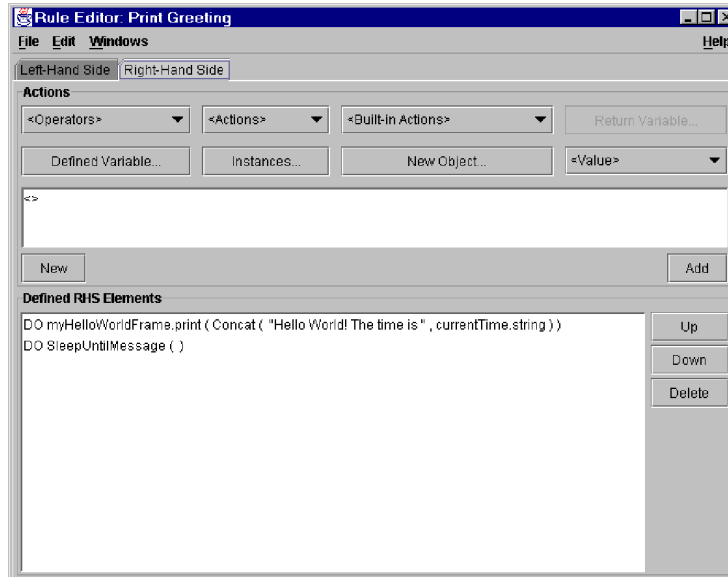 Rule Editor: Print Greeting
File Edit Windows Help
Left-Hand Side Right-Hand Side
Actions
<Operators> <Actions> <Built-in Actions> Return Variable...
Defined Variable... Instances... New Object... <Value>
<>
New Add
Defined RHS Elements
DO myHelloWorldFrame.print ( Concat ( "Hello World! The time is " , currentTime.string ) ) Up
DO SleepUntilMessage ( )
Down
Delete